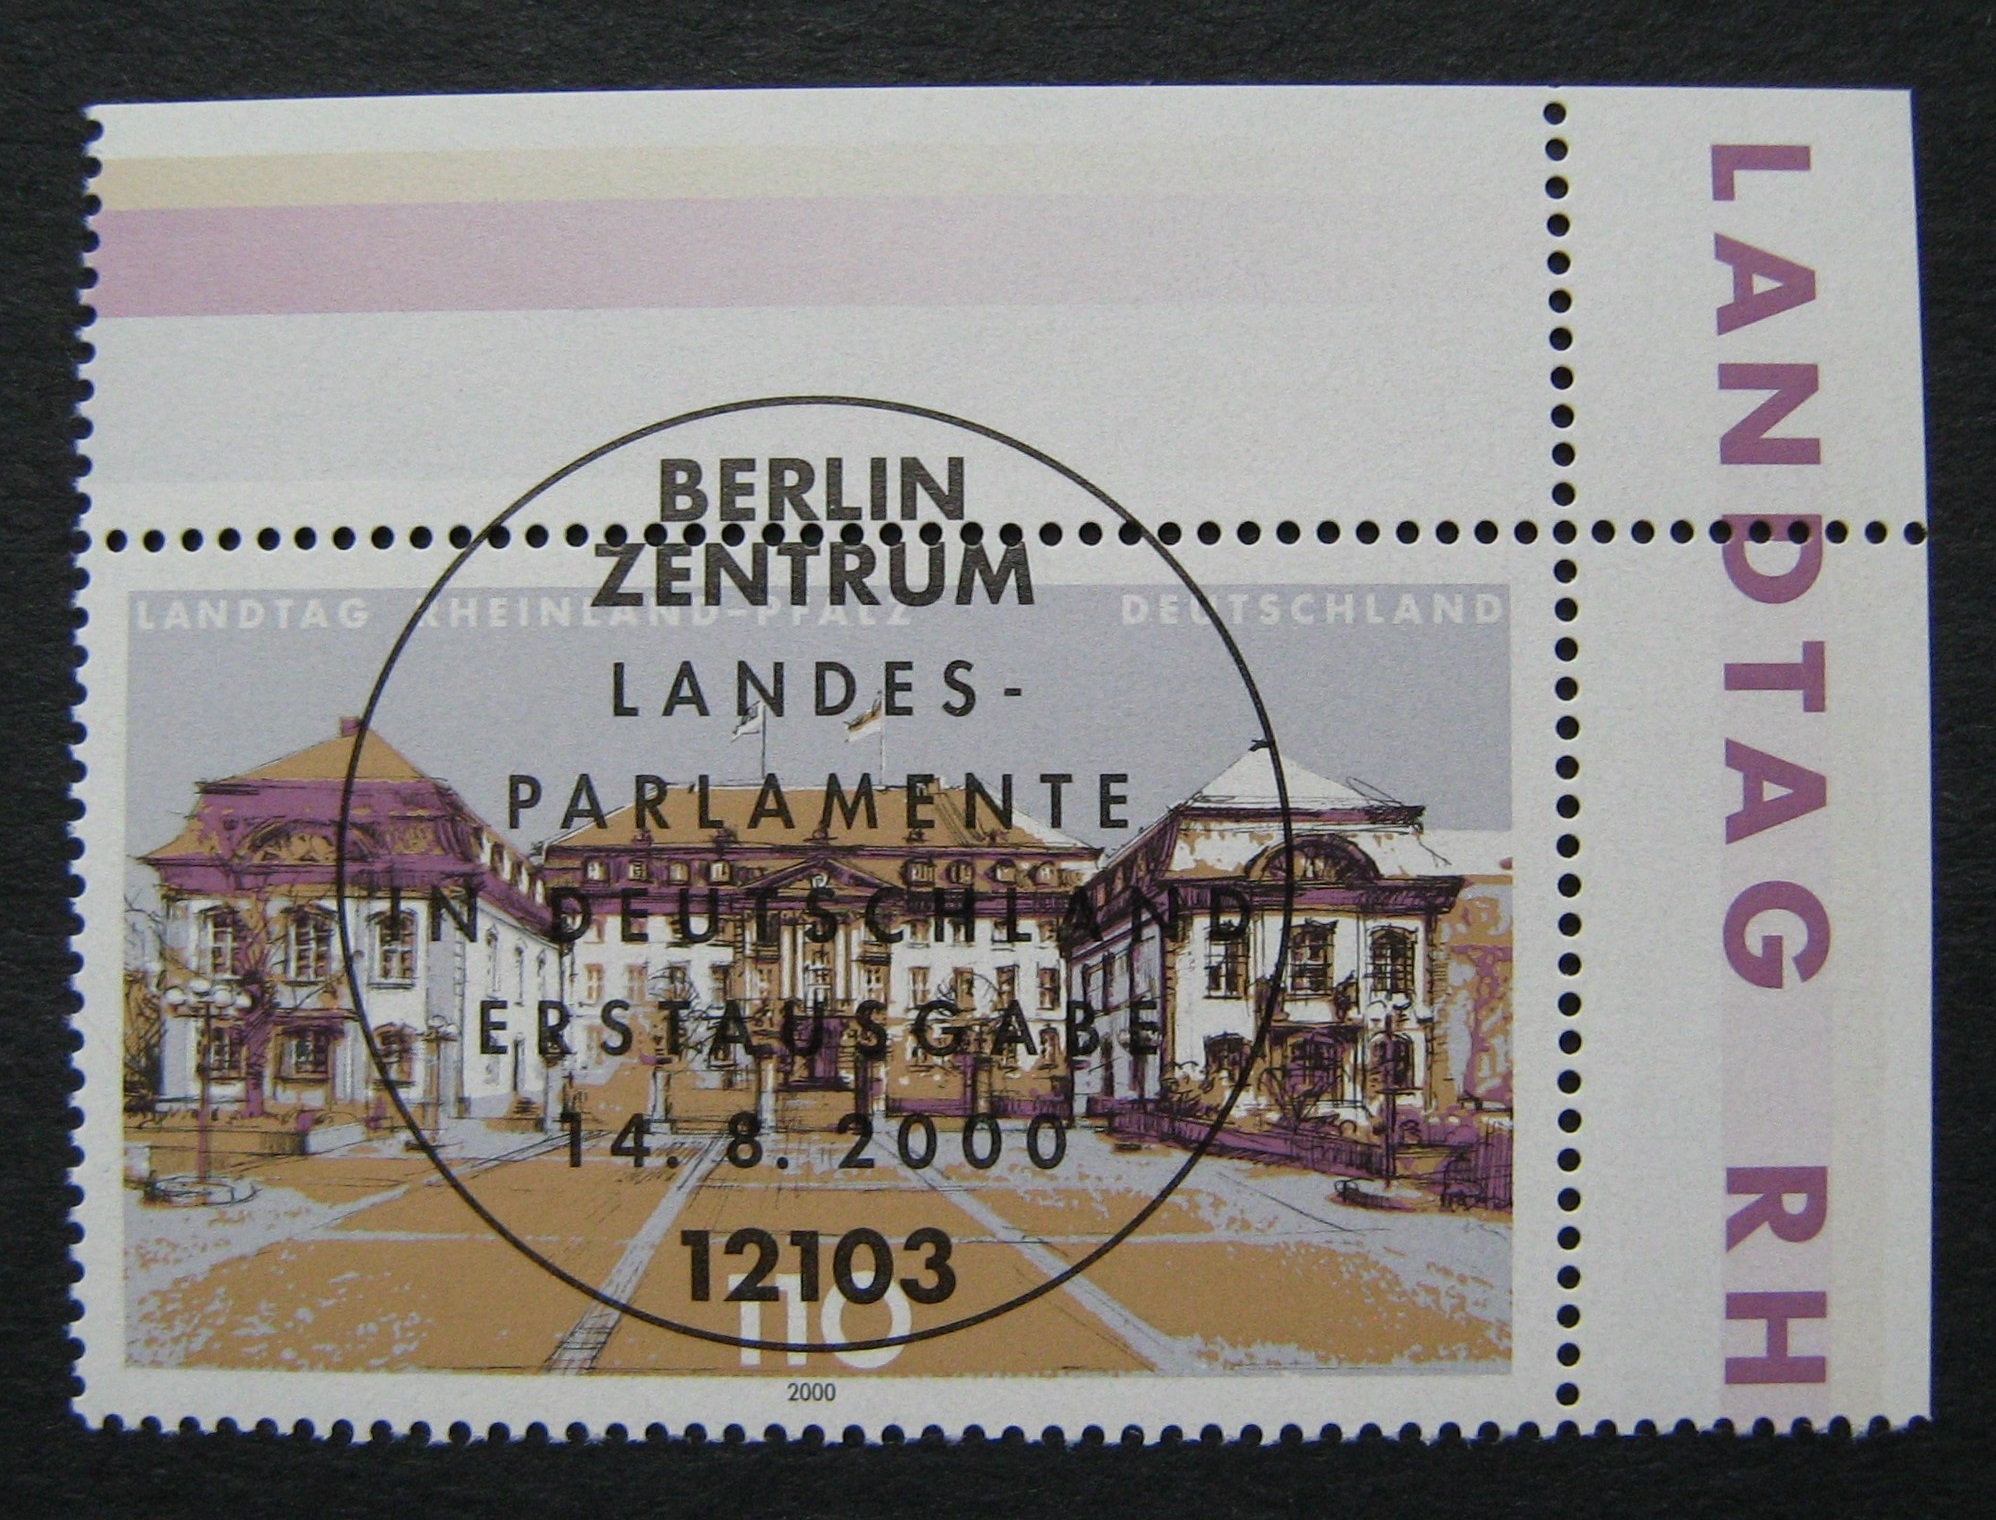 BERLIN
ZENTRUM
LANDTAG RHEINLAND-PFALZ
DEUTSCHLAND
LANDES-
PARLAMENTE
IN DEUTSCHLAND
ERSTAUSGABE
14. 8. 2000
12103
110
2000
LANDTAG RH